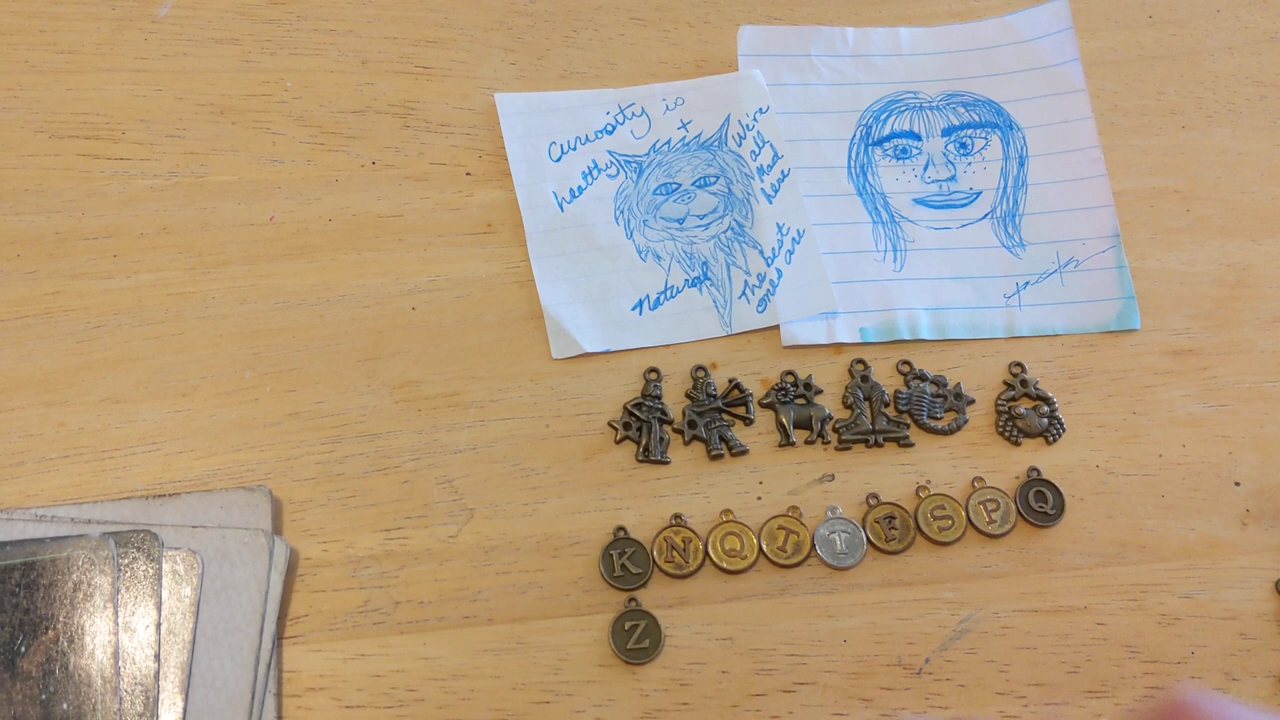 curiosity is
+
healthy
We're
all
Mad
here
Natural
The best
ones are
K N Q T T F S P Q
Z